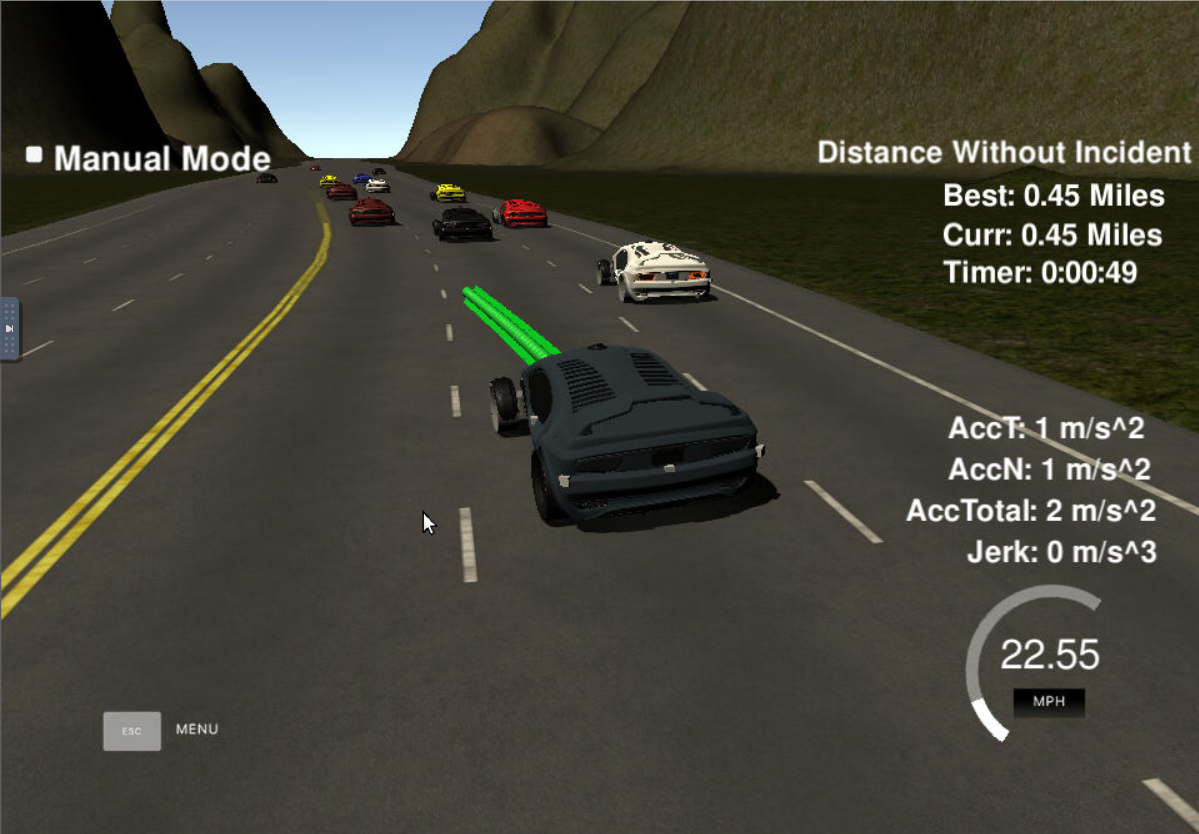 Manual Mode
Distance Without Incident
Best: 0.45 Miles
Curr: 0.45 Miles
Timer: 0:00:49
AccT: 1 m/s^2
AccN: 1 m/s^2
AccTotal: 2 m/s^2
Jerk: 0 m/s^3
22.55
MPH
ESC MENU